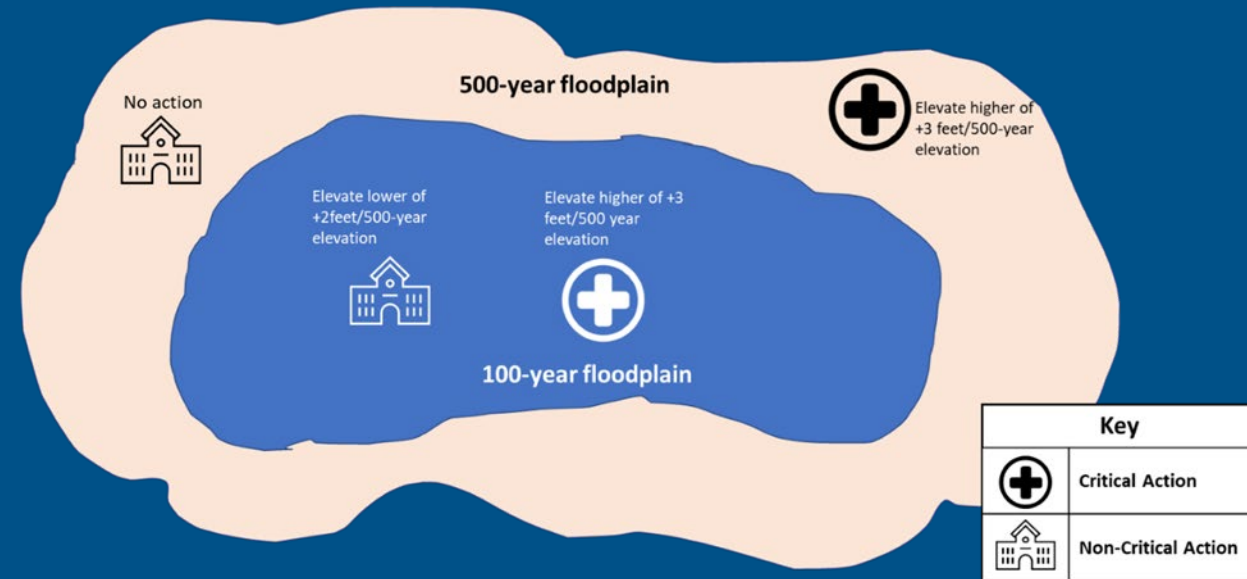 500-year floodplain
No action
Elevate higher of
+3 feet/500-year
elevation
Elevate lower of
+2feet/500-year
elevation
Elevate higher of +3
feet/500 year
elevation
100-year floodplain
Key
Critical Action
Non-Critical Action